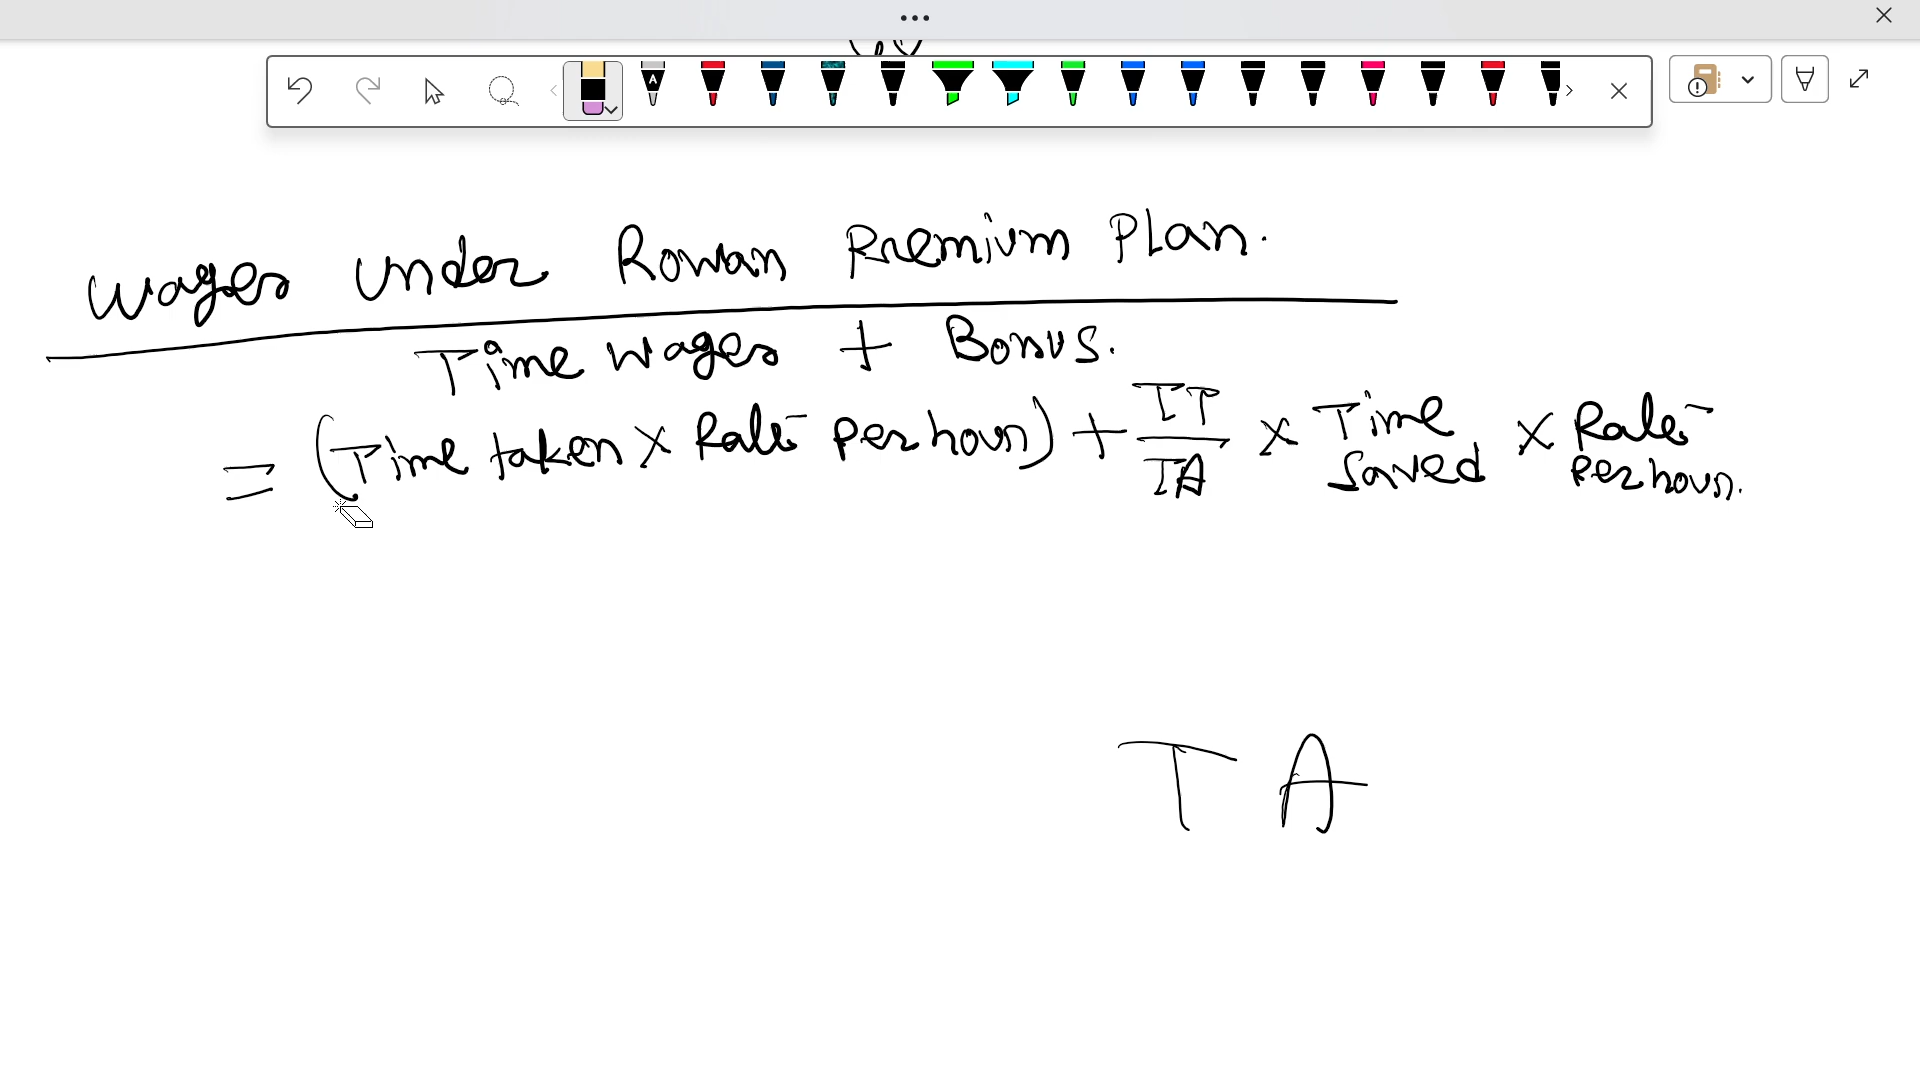 Wages under Rowan Premium Plan.
Time wages + Bonus.
= (Time taken × Rate per hour) + TT/TA × Time saved × Rate per hour.
T A